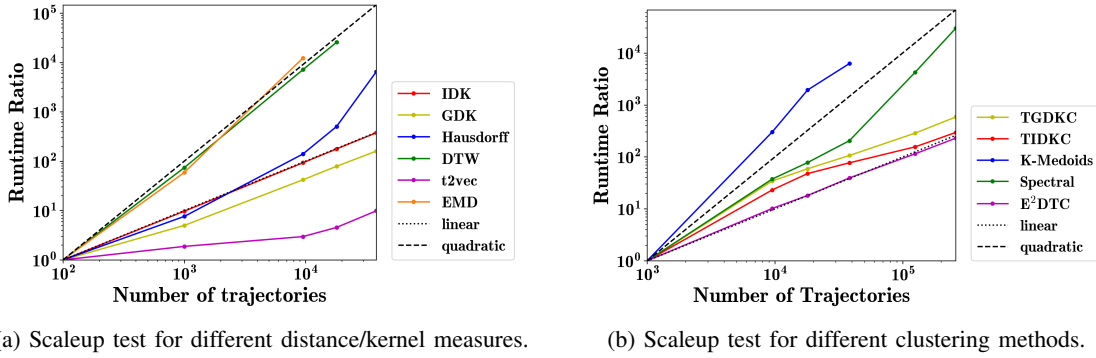 10^5
10^4
10^3
10^2
10^1
10^0
Runtime Ratio
10^2
10^3
10^4
Number of trajectories
IDK
GDK
Hausdorff
DTW
t2vec
EMD
linear
quadratic
a) Scaleup test for different distance/kernel measures.
10^4
10^3
10^2
10^1
10^0
Runtime Ratio
10^3
10^4
10^5
Number of Trajectories
TGDKC
TIDKC
K-Medoids
Spectral
E^2DTC
linear
quadratic
(b) Scaleup test for different clustering methods.